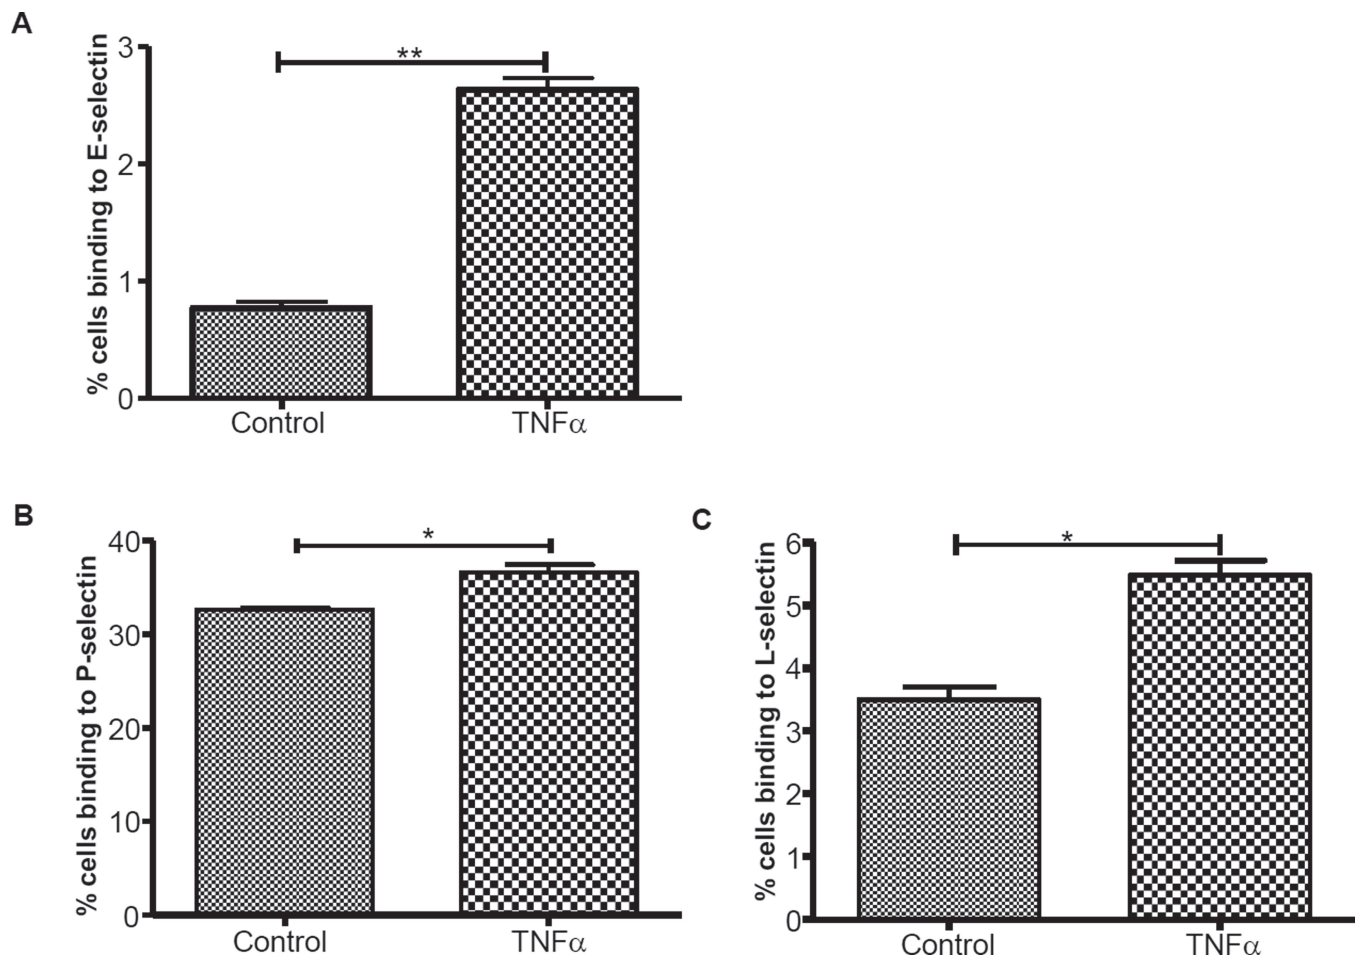 A
% cells binding to E-selectin
3
2
1
0
**
Control
TNFα
B
% cells binding to P-selectin
40
30
20
10
0
*
Control
TNFα
C
% cells binding to L-selectin
6
5
4
3
2
1
0
*
Control
TNFα